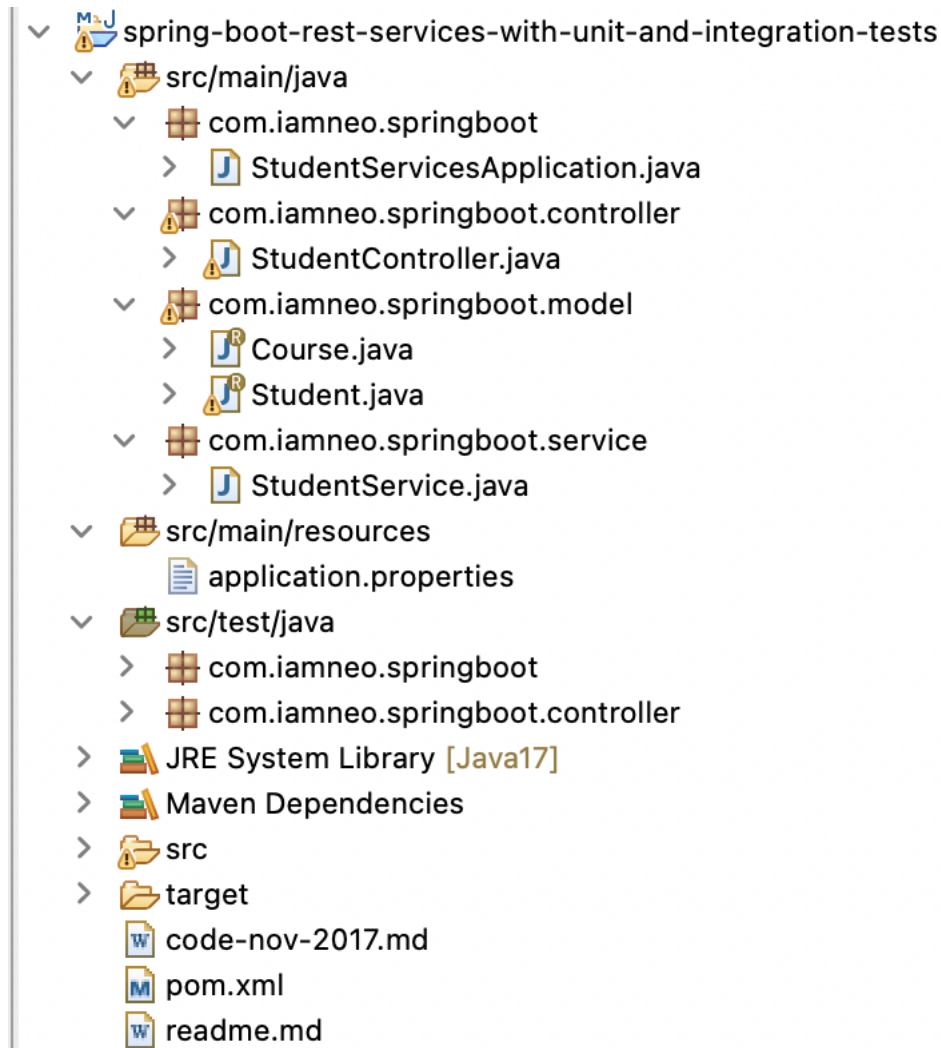 spring-boot-rest-services-with-unit-and-integration-tests
src/main/java
com.iamneo.springboot
StudentServicesApplication.java
com.iamneo.springboot.controller
StudentController.java
com.iamneo.springboot.model
Course.java
Student.java
com.iamneo.springboot.service
StudentService.java
src/main/resources
application.properties
src/test/java
com.iamneo.springboot
com.iamneo.springboot.controller
JRE System Library [Java17]
Maven Dependencies
src
target
code-nov-2017.md
pom.xml
readme.md